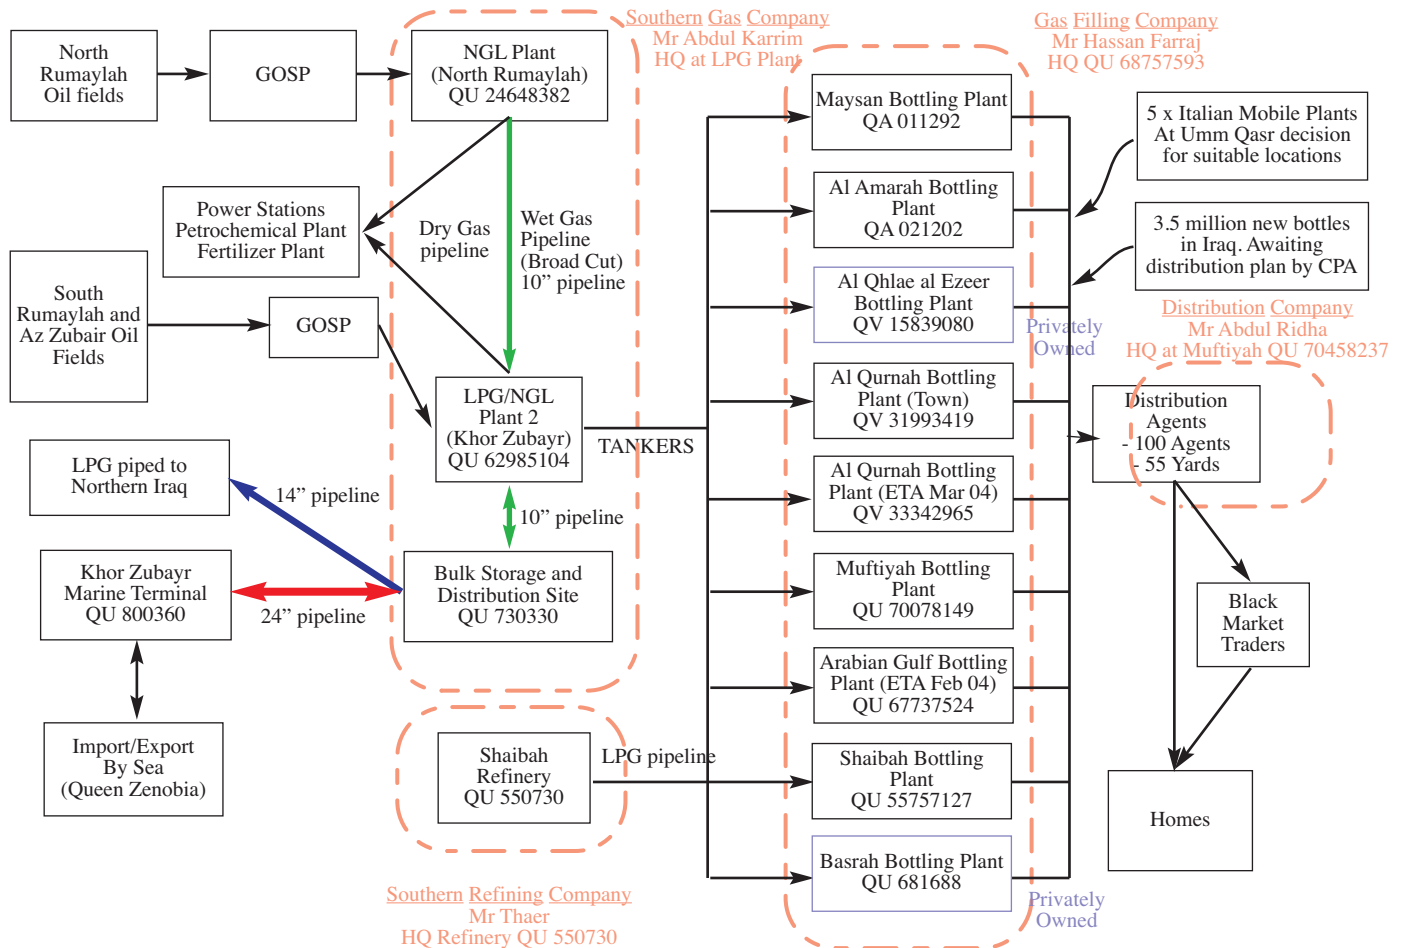 Southern Gas Company
Mr Abdul Karrim
HQ at LPG Plant
Gas Filling Company
Mr Hassan Farraj
HQ QU 68757593
North
Rumaylah
Oil fields
GOSP
NGL Plant
(North Rumaylah)
QU 24648382
Power Stations
Petrochemical Plant
Fertilizer Plant
Dry Gas
pipeline
Wet Gas
Pipeline
(Broad Cut)
10” pipeline
South
Rumaylah and
Az Zubair Oil
Fields
GOSP
LPG/NGL
Plant 2
(Khor Zubayr)
QU 62985104
TANKERS
LPG piped to
Northern Iraq
14” pipeline
10” pipeline
Khor Zubayr
Marine Terminal
QU 800360
24” pipeline
Bulk Storage and
Distribution Site
QU 730330
Import/Export
By Sea
(Queen Zenobia)
Shaibah
Refinery
QU 550730
LPG pipeline
Southern Refining Company
Mr Thaer
HQ Refinery QU 550730
Maysan Bottling Plant
QA 011292
Al Amarah Bottling
Plant
QA 021202
Al Qhlae al Ezeer
Bottling Plant
QV 15839080
Privately
Owned
Al Qurnah Bottling
Plant (Town)
QV 31993419
Al Qurnah Bottling
Plant (ETA Mar 04)
QV 33342965
Muftiyah Bottling
Plant
QU 70078149
Arabian Gulf Bottling
Plant (ETA Feb 04)
QU 67737524
Shaibah Bottling
Plant
QU 55757127
Basrah Bottling Plant
QU 681688
Privately
Owned
5 x Italian Mobile Plants
At Umm Qasr decision
for suitable locations
3.5 million new bottles
in Iraq. Awaiting
distribution plan by CPA
Distribution Company
Mr Abdul Ridha
HQ at Muftiyah QU 70458237
Distribution
Agents
- 100 Agents
- 55 Yards
Black
Market
Traders
Homes